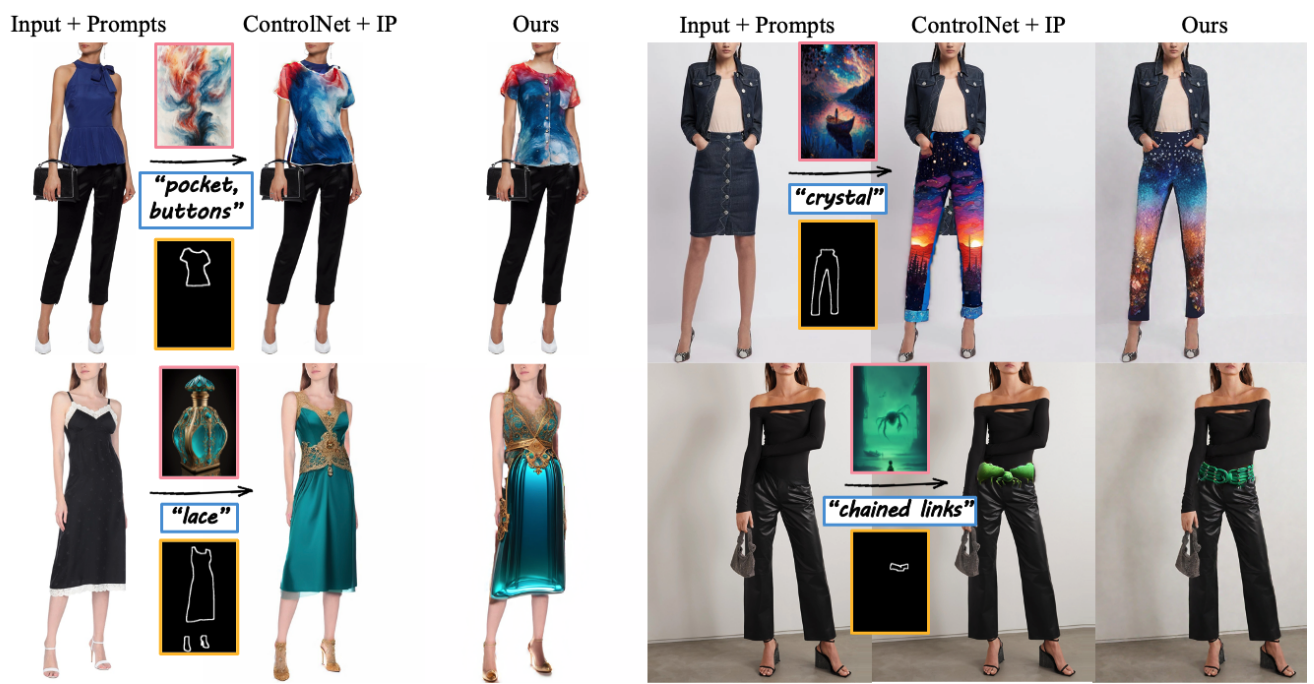 Input + Prompts
ControlNet + IP
Ours
“pocket,
buttons”
“lace”
Input + Prompts
ControlNet + IP
Ours
“crystal”
“chained links”